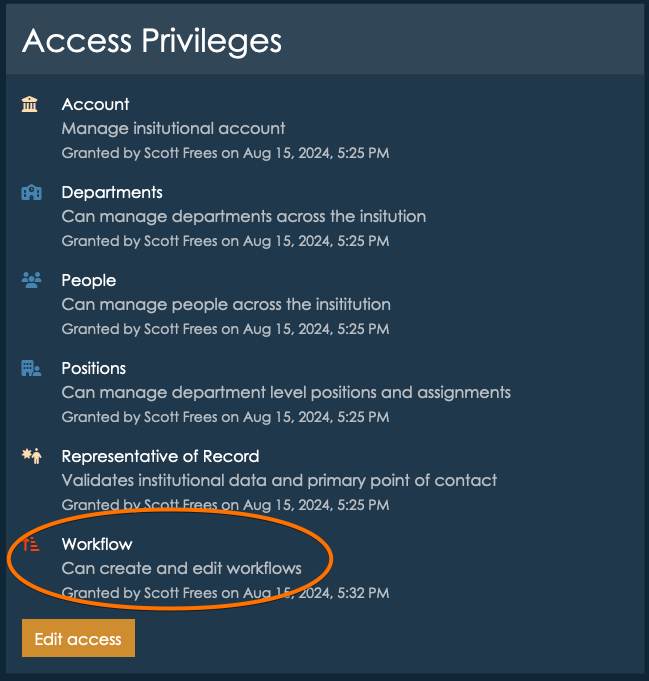 Access Privileges
Account
Manage insitutional account
Granted by Scott Frees on Aug 15, 2024, 5:25 PM
Departments
Can manage departments across the insitution
Granted by Scott Frees on Aug 15, 2024, 5:25 PM
People
Can manage people across the insititution
Granted by Scott Frees on Aug 15, 2024, 5:25 PM
Positions
Can manage department level positions and assignments
Granted by Scott Frees on Aug 15, 2024, 5:25 PM
Representative of Record
Validates institutional data and primary point of contact
Granted by Scott Frees on Aug 15, 2024, 5:25 PM
Workflow
Can create and edit workflows
Granted by Scott Frees on Aug 15, 2024, 5:32 PM
Edit access